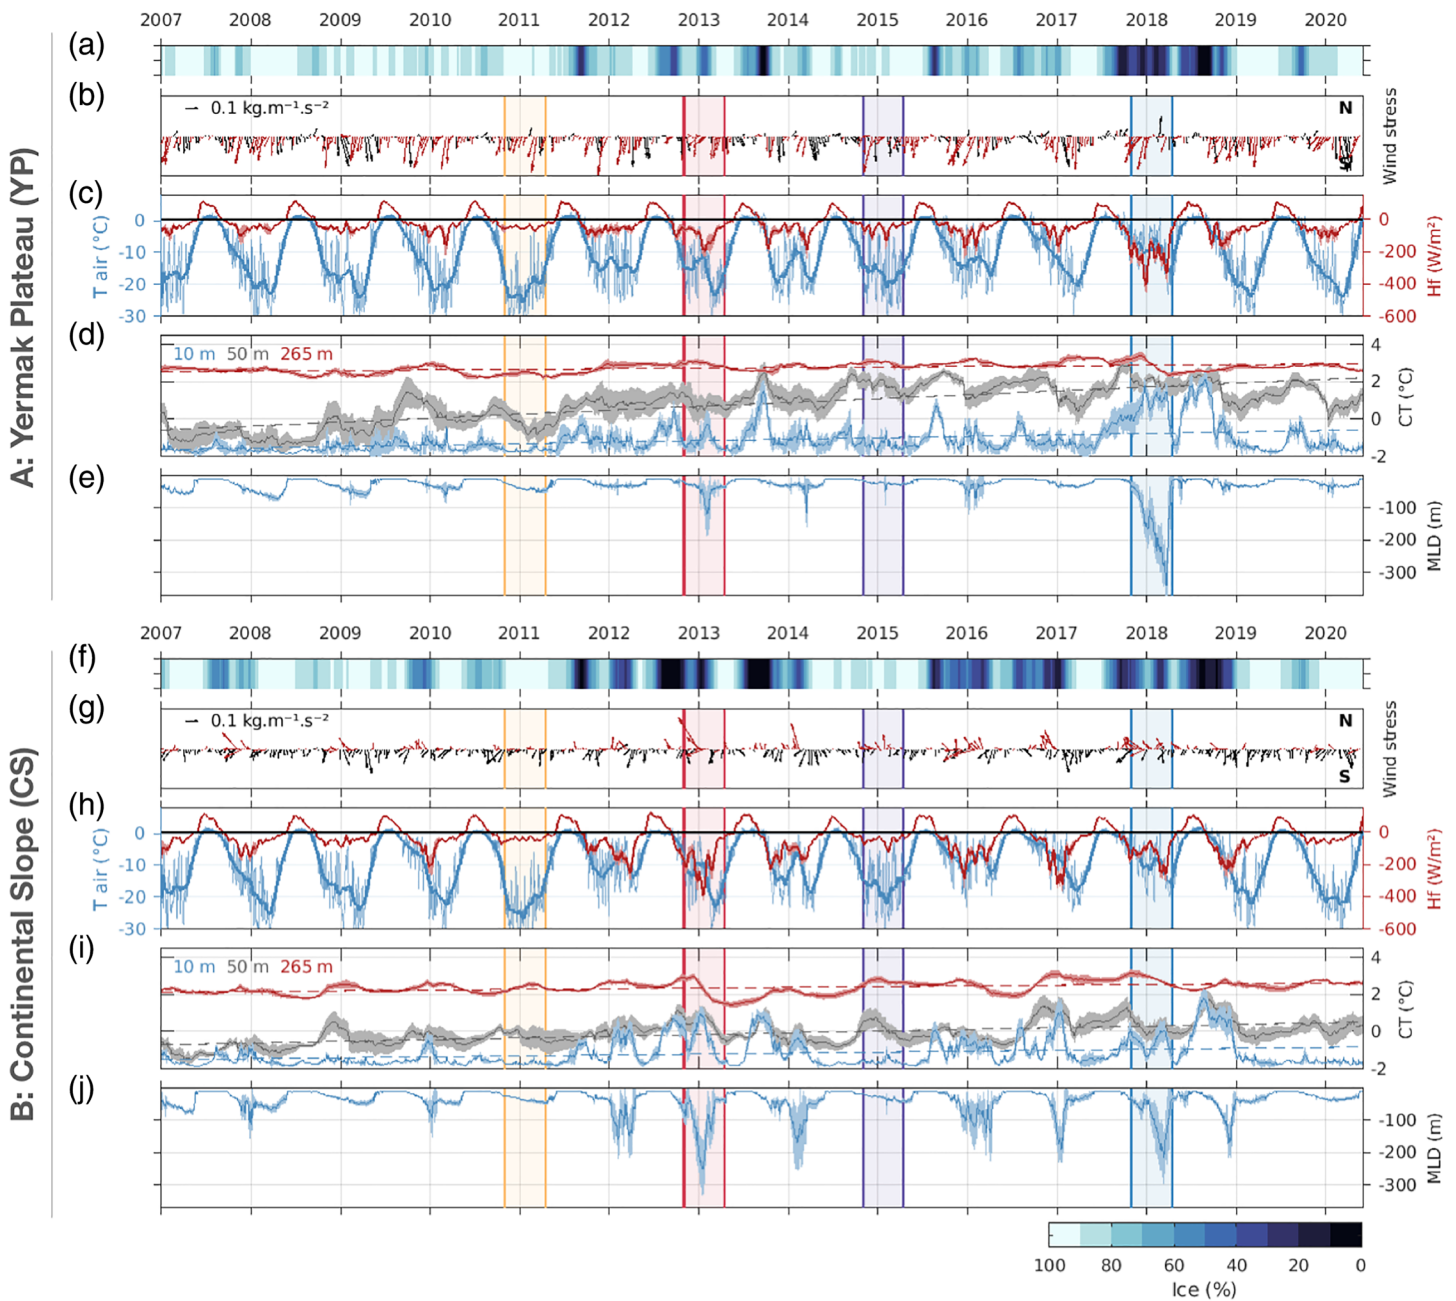 2007 2008 2009 2010 2011 2012 2013 2014 2015 2016 2017 2018 2019 2020
A: Yermak Plateau (YP)
(a)
(b)
0.1 kg.m⁻¹.s⁻²
N
S
Wind stress
(c)
0
-10
-20
-30
T air (°C)
0
-200
-400
-600
Hf (W/m²)
(d)
10 m 50 m 265 m
4
2
0
-2
CT (°C)
(e)
-100
-200
-300
MLD (m)
2007 2008 2009 2010 2011 2012 2013 2014 2015 2016 2017 2018 2019 2020
B: Continental Slope (CS)
(f)
(g)
0.1 kg.m⁻¹.s⁻²
N
S
Wind stress
(h)
0
-10
-20
-30
T air (°C)
0
-200
-400
-600
Hf (W/m²)
(i)
10 m 50 m 265 m
4
2
0
-2
CT (°C)
(j)
-100
-200
-300
MLD (m)
100 80 60 40 20 0
Ice (%)